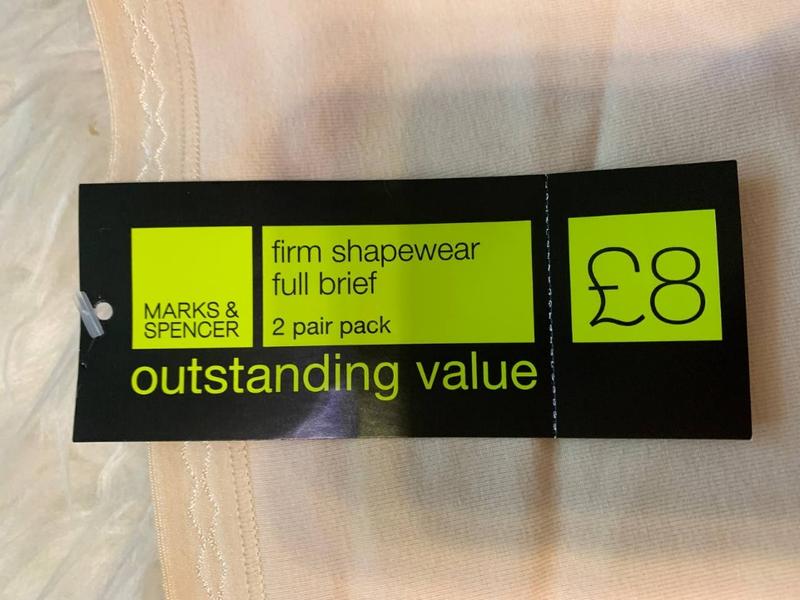 MARKS &
SPENCER
firm shapewear
full brief
2 pair pack
outstanding value
£8